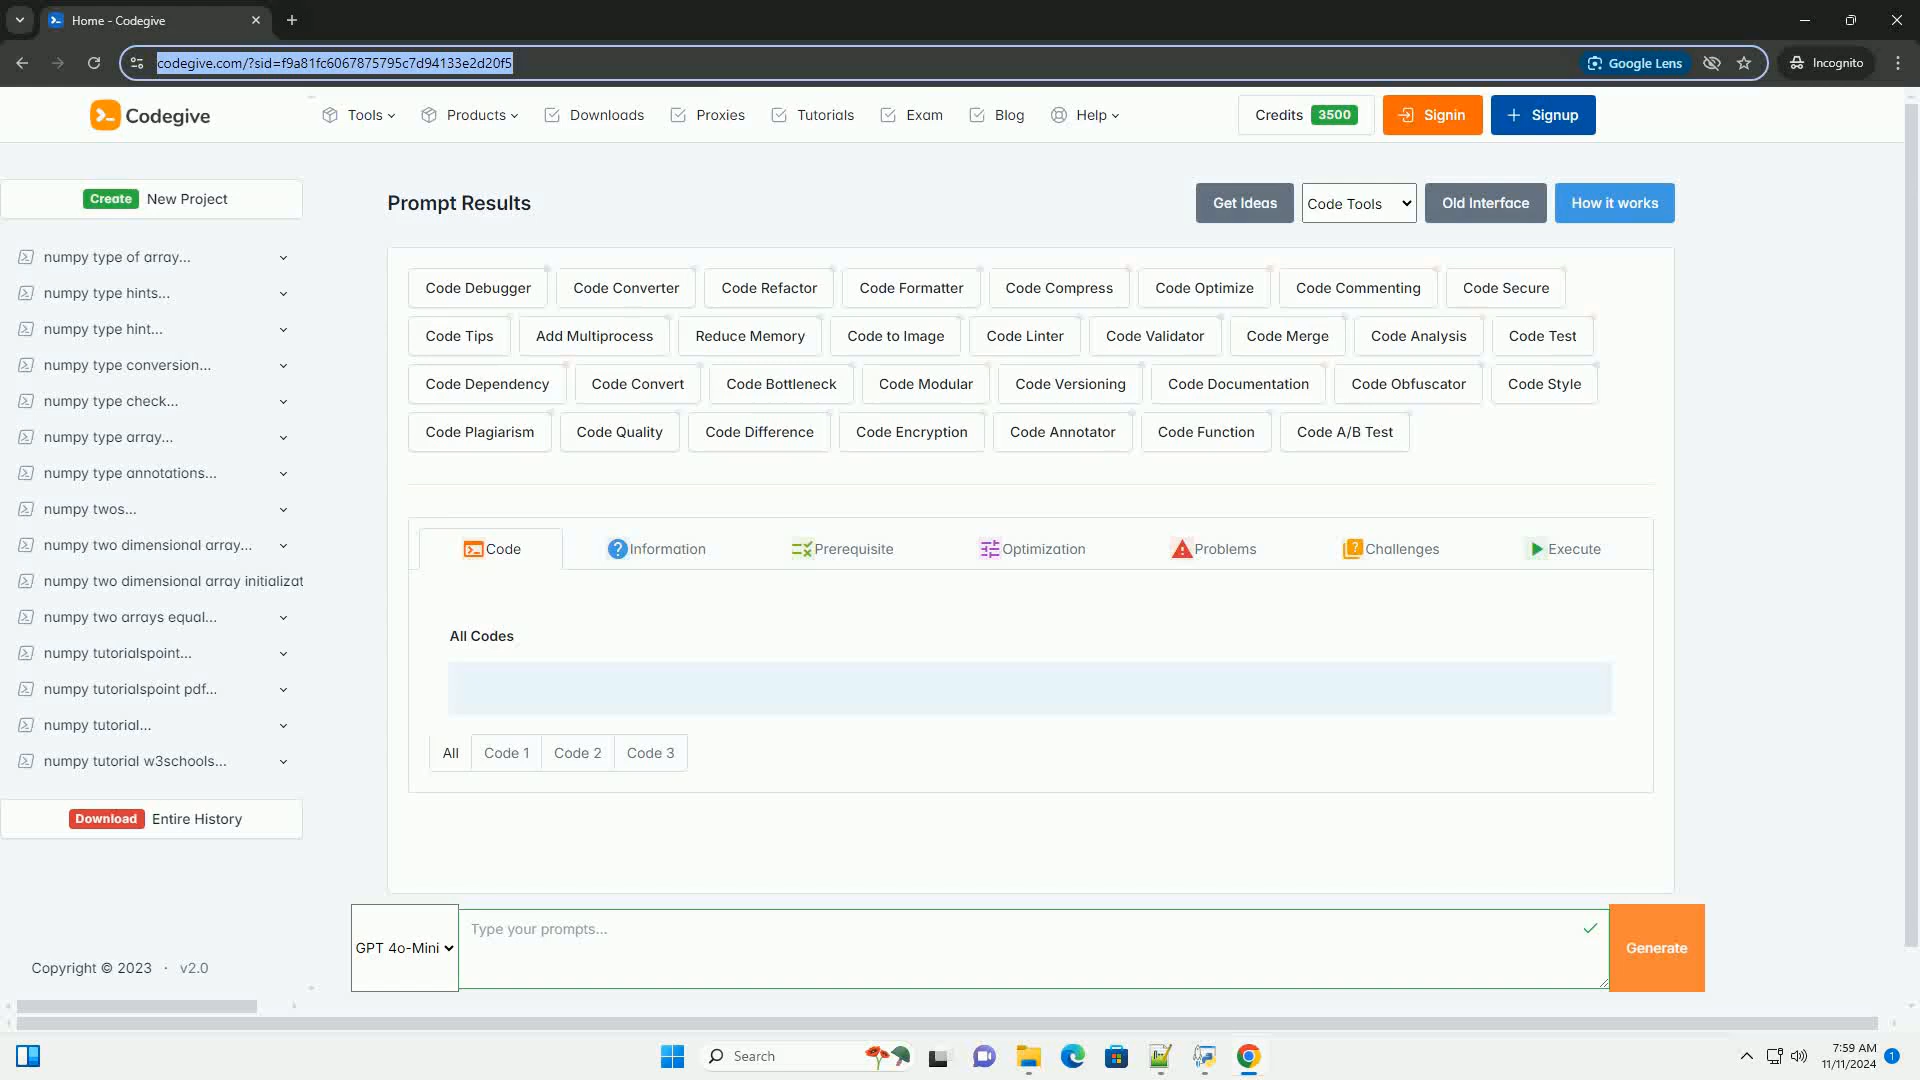 Home - Codegive
codegive.com/?sid=f9a81fc6067875795c7d94133e2d20f5
Google Lens
Incognito
Codegive
Tools
Products
Downloads
Proxies
Tutorials
Exam
Blog
Help
Credits 3500
Signin
Signup
Create New Project
numpy type of array...
numpy type hints...
numpy type hint...
numpy type conversion...
numpy type check...
numpy type array...
numpy type annotations...
numpy twos...
numpy two dimensional array...
numpy two dimensional array initializat
numpy two arrays equal...
numpy tutorialspoint...
numpy tutorialspoint pdf...
numpy tutorial...
numpy tutorial w3schools...
Download Entire History
Copyright © 2023 · v2.0
Prompt Results
Get Ideas
Code Tools
Old Interface
How it works
Code Debugger Code Converter Code Refactor Code Formatter Code Compress Code Optimize Code Commenting Code Secure
Code Tips Add Multiprocess Reduce Memory Code to Image Code Linter Code Validator Code Merge Code Analysis Code Test
Code Dependency Code Convert Code Bottleneck Code Modular Code Versioning Code Documentation Code Obfuscator Code Style
Code Plagiarism Code Quality Code Difference Code Encryption Code Annotator Code Function Code A/B Test
Code Information Prerequisite Optimization Problems Challenges Execute
All Codes
All Code 1 Code 2 Code 3
GPT 4o-Mini
Type your prompts...
Generate
Search
7:59 AM
11/11/2024
1